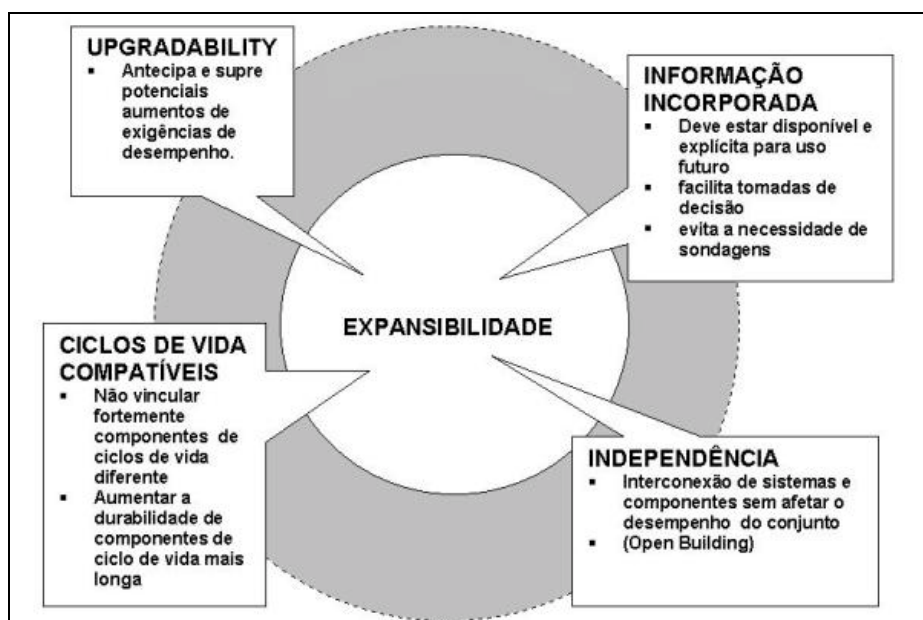 UPGRADABILITY
▪ Antecipa e supre
potenciais
aumentos de
exigências de
desempenho.
INFORMAÇÃO
INCORPORADA
▪ Deve estar disponível e
explícita para uso
futuro
▪ facilita tomadas de
decisão
▪ evita a necessidade de
sondagens
EXPANSIBILIDADE
CICLOS DE VIDA
COMPATÍVEIS
▪ Não vincular
fortemente
componentes de
ciclos de vida
diferente
▪ Aumentar a
durabilidade de
componentes de
ciclo de vida mais
longa
INDEPENDÊNCIA
▪ Interconexão de sistemas e
componentes sem afetar o
desempenho do conjunto
▪ (Open Building)